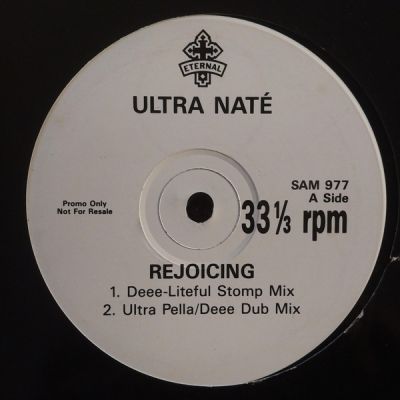 ETERNAL
ULTRA NATÉ
Promo Only
Not For Resale
SAM 977
A Side
33⅓ rpm
REJOICING
1. Deee-Liteful Stomp Mix
2. Ultra Pella/Deee Dub Mix